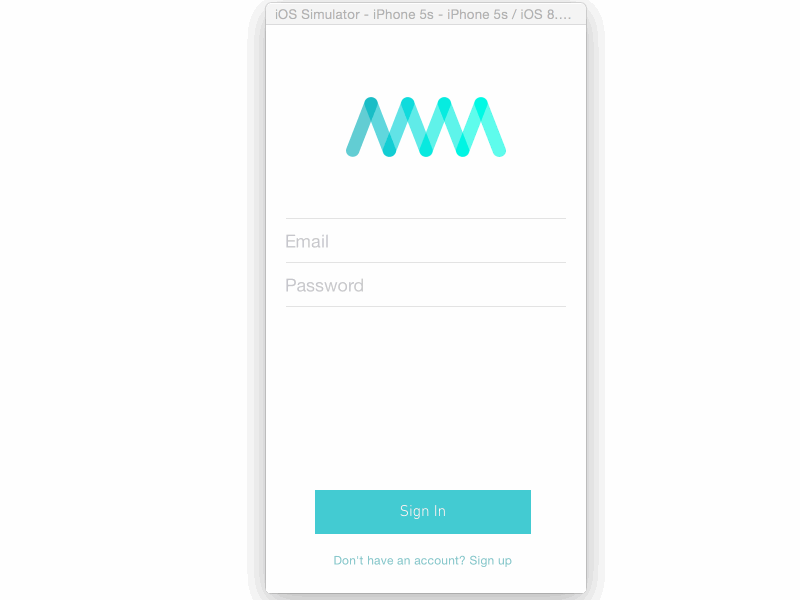 iOS Simulator - iPhone 5s - iPhone 5s / iOS 8....
Email
Password
Sign In
Don't have an account? Sign up